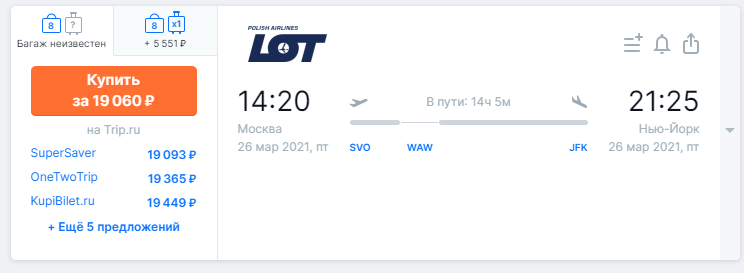 8 ?
Багаж неизвестен
8 x1
+ 5 551 ₽
Купить
за 19 060 ₽
на Trip.ru
SuperSaver 19 093 ₽
OneTwoTrip 19 365 ₽
KupiBilet.ru 19 449 ₽
+ Ещё 5 предложений
POLISH AIRLINES
LOT
14:20
В пути: 14ч 5м
21:25
Москва
Нью-Йорк
26 мар 2021, пт
26 мар 2021, пт
SVO WAW JFK